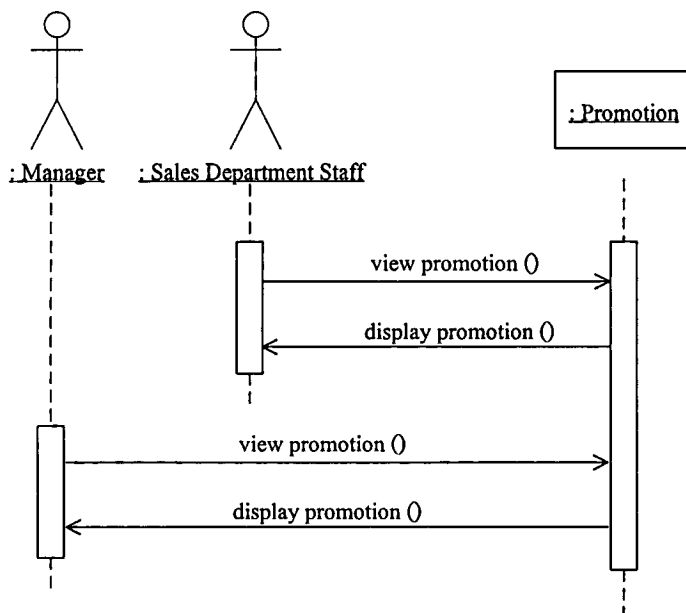 : Promotion
: Manager
: Sales Department Staff
view promotion ()
display promotion ()
view promotion ()
display promotion ()